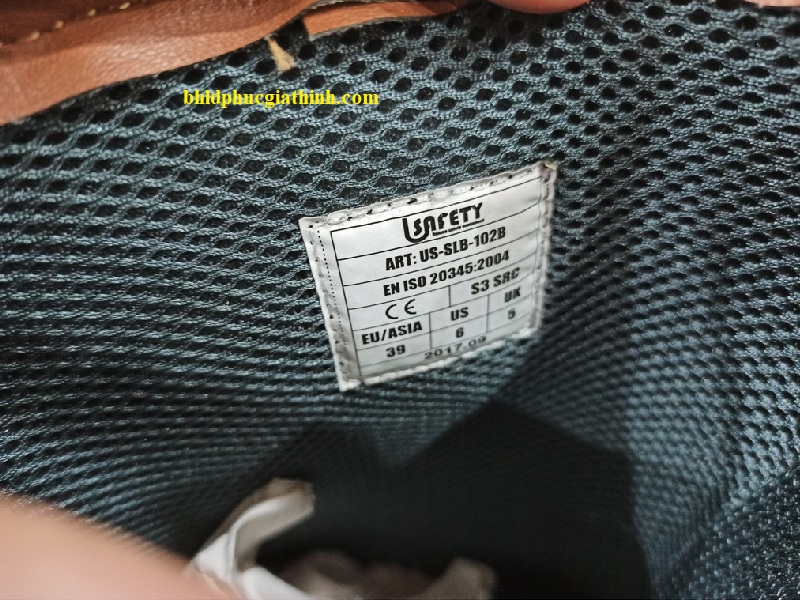 bhldphucgiathinh.com
USAFETY
ART: US-SLB-102B
EN ISO 20345:2004
CE S3 SRC
EU/ASIA US UK
39 6 5
2017.09